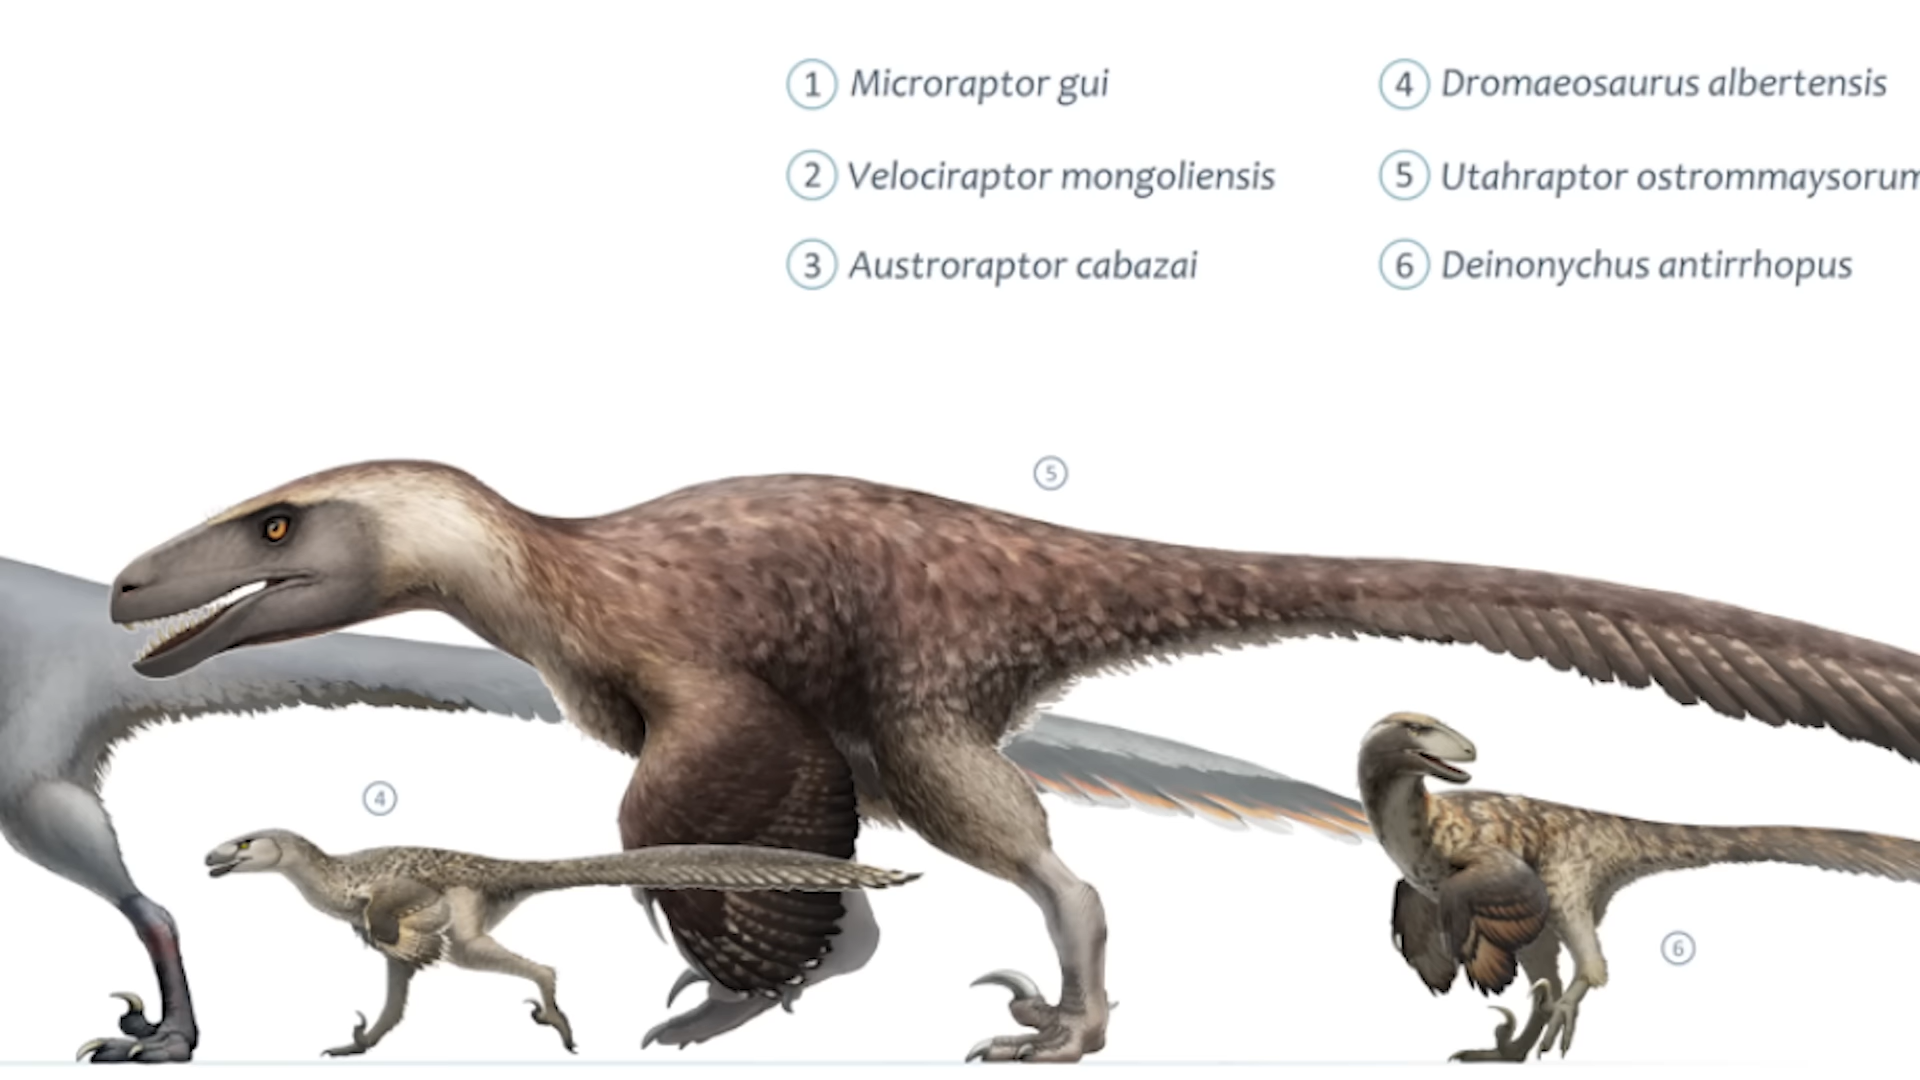 1 Microraptor gui
2 Velociraptor mongoliensis
3 Austroraptor cabazai
4 Dromaeosaurus albertensis
5 Utahraptor ostrommaysorum
6 Deinonychus antirrhopus
5
4
6